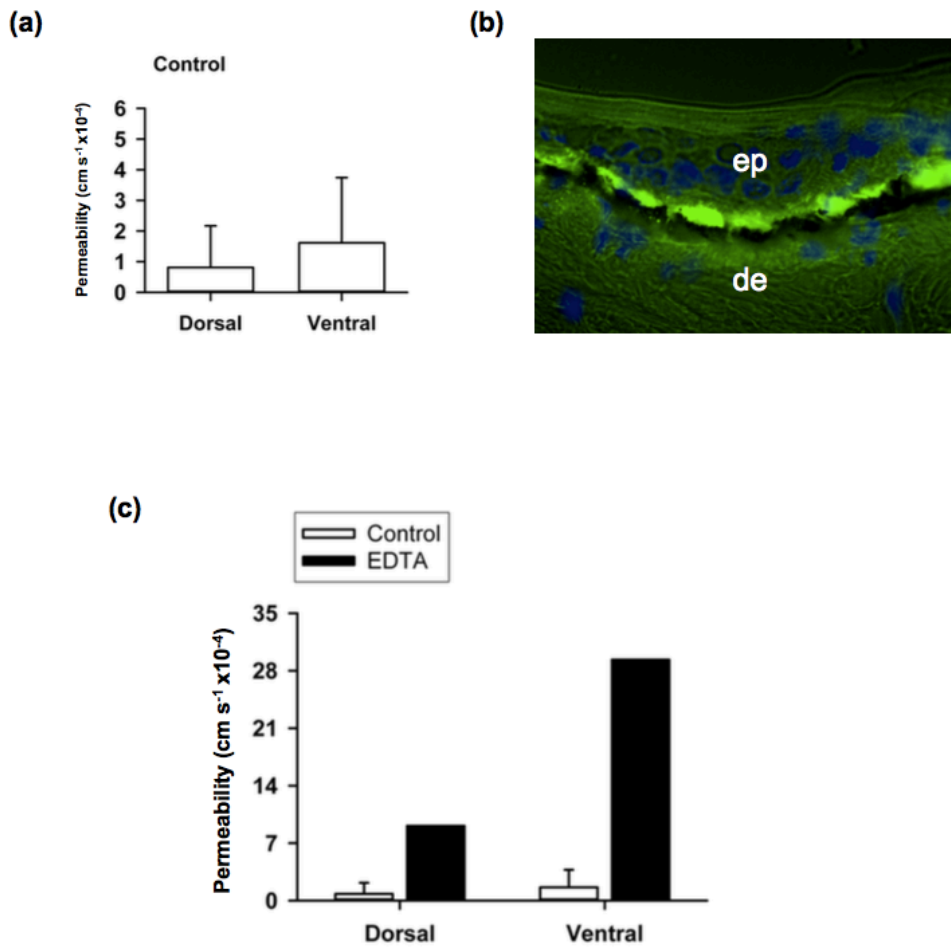 (a)
Control
Permeability (cm s⁻¹ x10⁻⁴)
6
5
4
3
2
1
0
Dorsal Ventral
(b)
ep
de
(c)
Control
EDTA
Permeability (cm s⁻¹ x10⁻⁴)
35
28
21
14
7
0
Dorsal Ventral